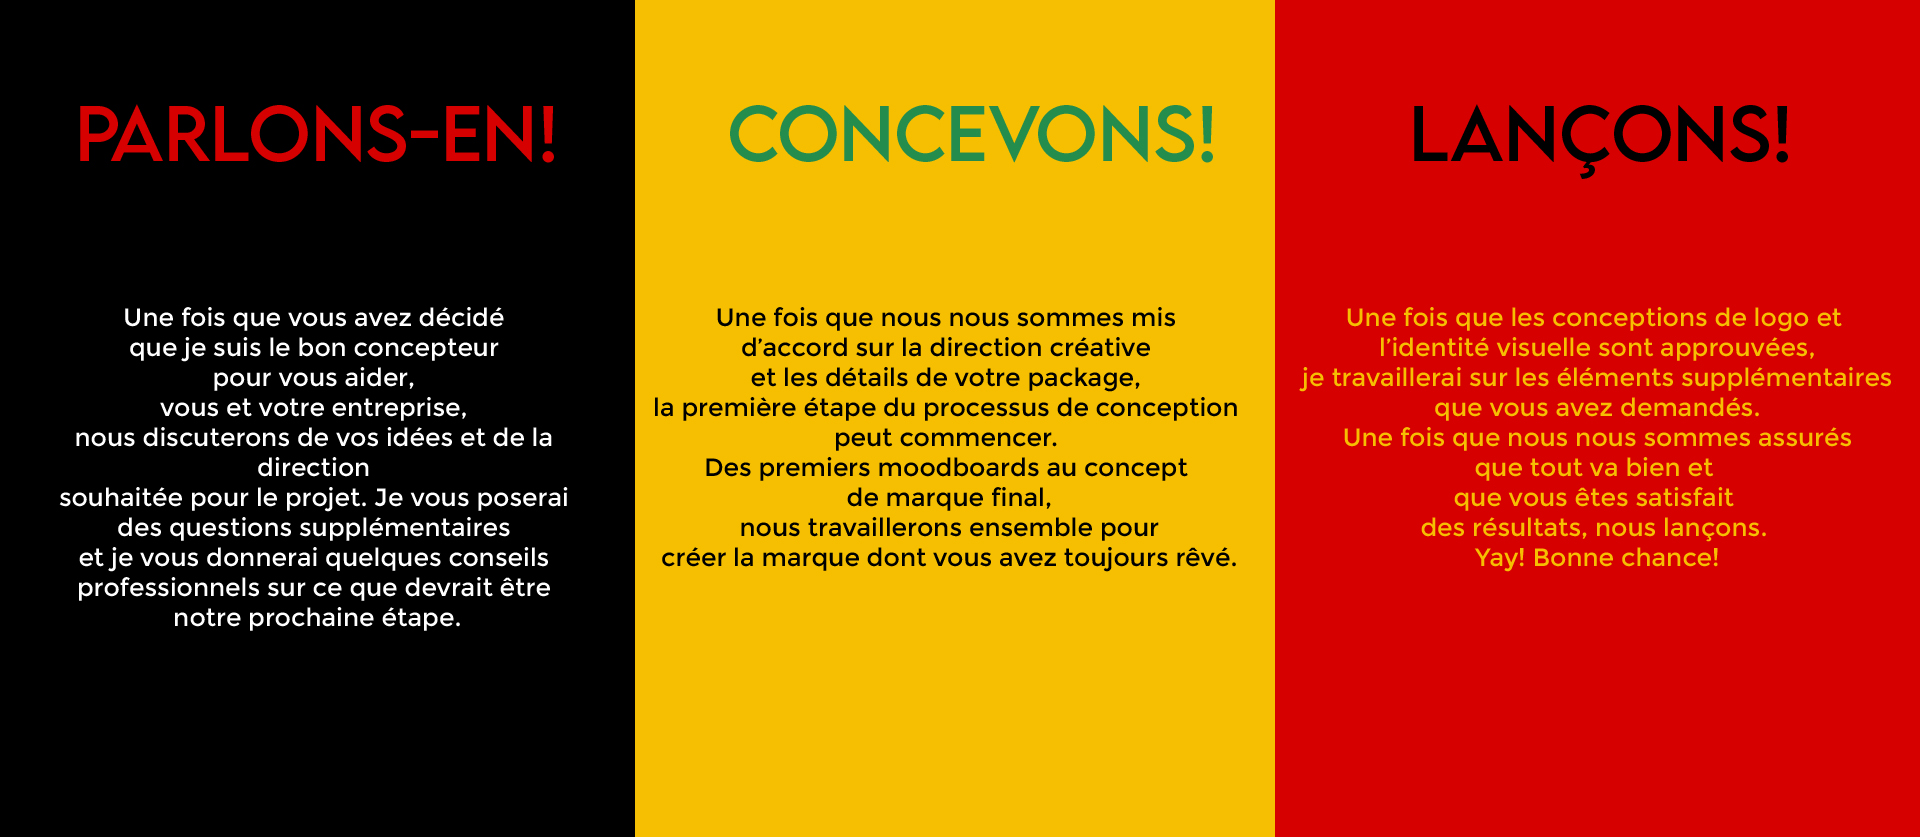 PARLONS-EN!
Une fois que vous avez décidé
que je suis le bon concepteur
pour vous aider,
vous et votre entreprise,
nous discuterons de vos idées et de la
direction
souhaitée pour le projet. Je vous poserai
des questions supplémentaires
et je vous donnerai quelques conseils
professionnels sur ce que devrait être
notre prochaine étape.
CONCEVONS!
Une fois que nous nous sommes mis
d’accord sur la direction créative
et les détails de votre package,
la première étape du processus de conception
peut commencer.
Des premiers moodboards au concept
de marque final,
nous travaillerons ensemble pour
créer la marque dont vous avez toujours rêvé.
LANÇONS!
Une fois que les conceptions de logo et
l’identité visuelle sont approuvées,
je travaillerai sur les éléments supplémentaires
que vous avez demandés.
Une fois que nous nous sommes assurés
que tout va bien et
que vous êtes satisfait
des résultats, nous lançons.
Yay! Bonne chance!